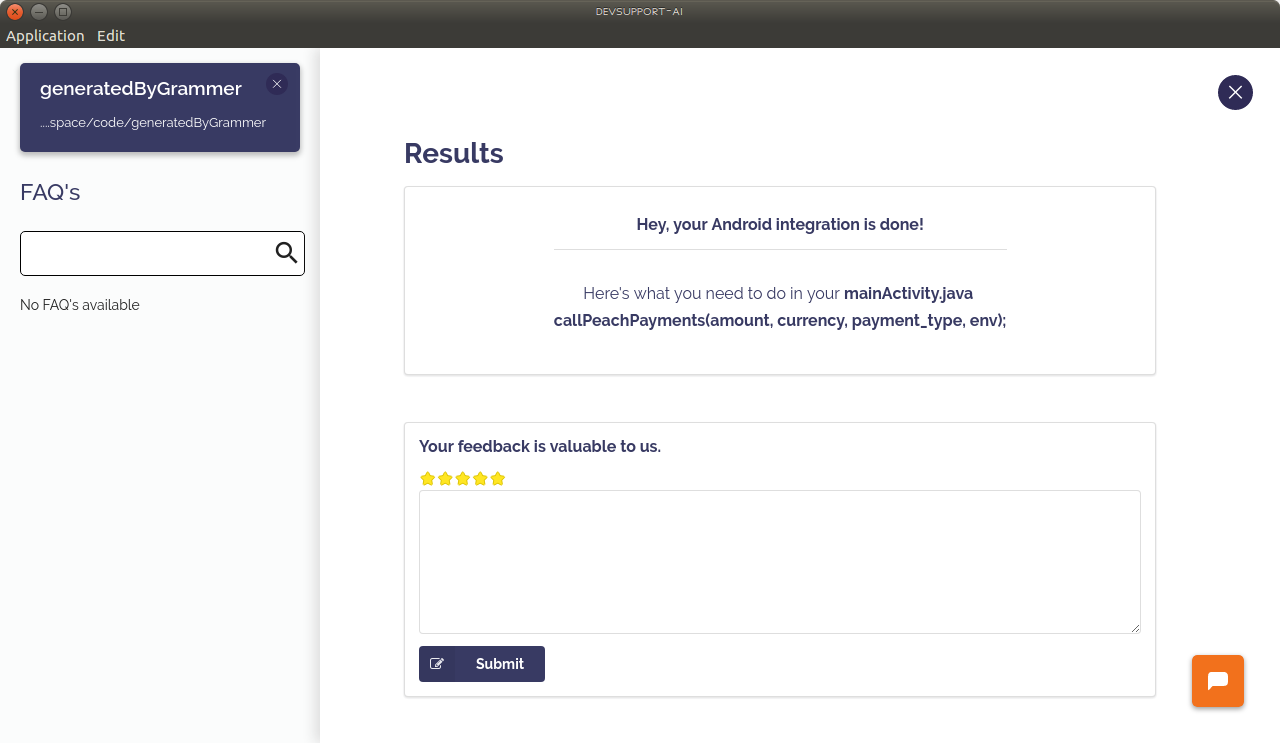 DEVSUPPORT-AI
Application Edit
generatedByGrammer
....space/code/generatedByGrammer
FAQ's
No FAQ's available
Results
Hey, your Android integration is done!
Here's what you need to do in your mainActivity.java
callPeachPayments(amount, currency, payment_type, env);
Your feedback is valuable to us.
Submit